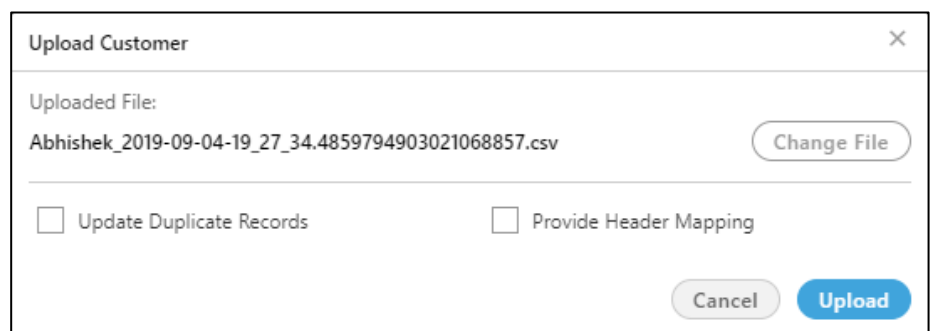 Upload Customer
Uploaded File:
Abhishek_2019-09-04-19_27_34.4859794903021068857.csv
Change File
Update Duplicate Records
Provide Header Mapping
Cancel
Upload